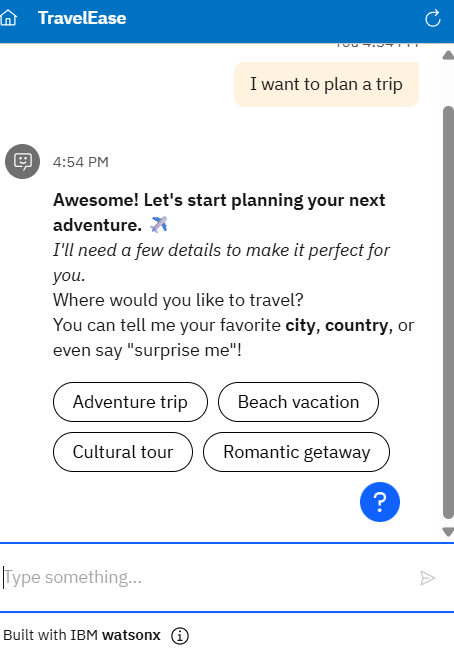 TravelEase
You 4:54 PM
I want to plan a trip
4:54 PM
Awesome! Let's start planning your next
adventure. ✈️
I'll need a few details to make it perfect for
you.
Where would you like to travel?
You can tell me your favorite city, country, or
even say "surprise me"!
Adventure trip
Beach vacation
Cultural tour
Romantic getaway
?
Type something...
Built with IBM watsonx